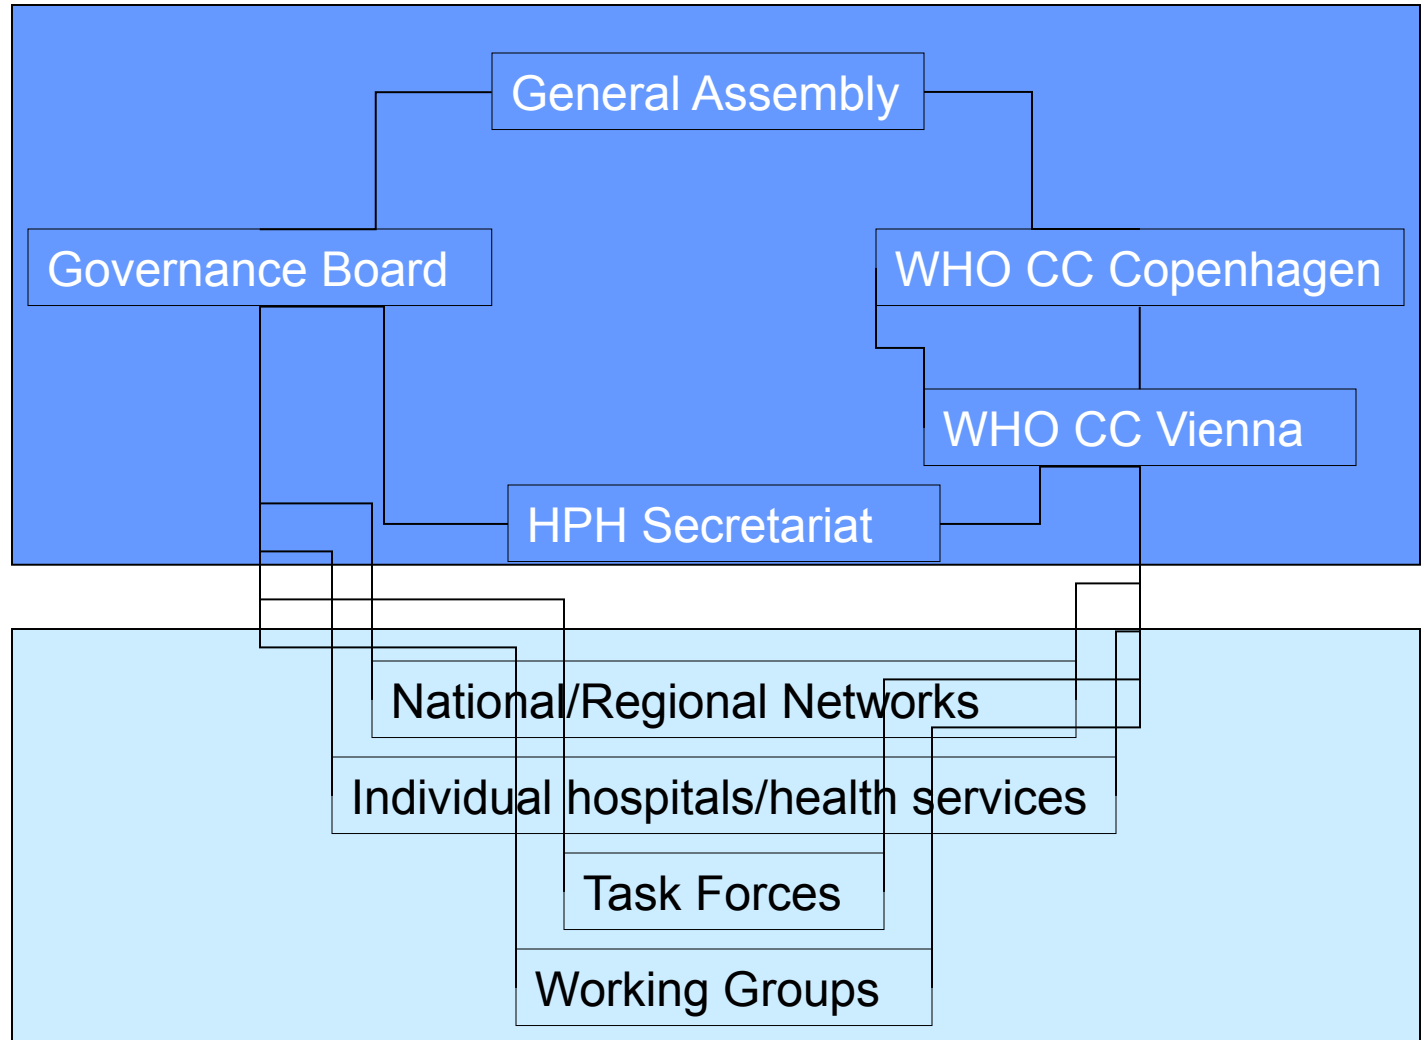 General Assembly
Governance Board
WHO CC Copenhagen
WHO CC Vienna
HPH Secretariat
National/Regional Networks
Individual hospitals/health services
Task Forces
Working Groups